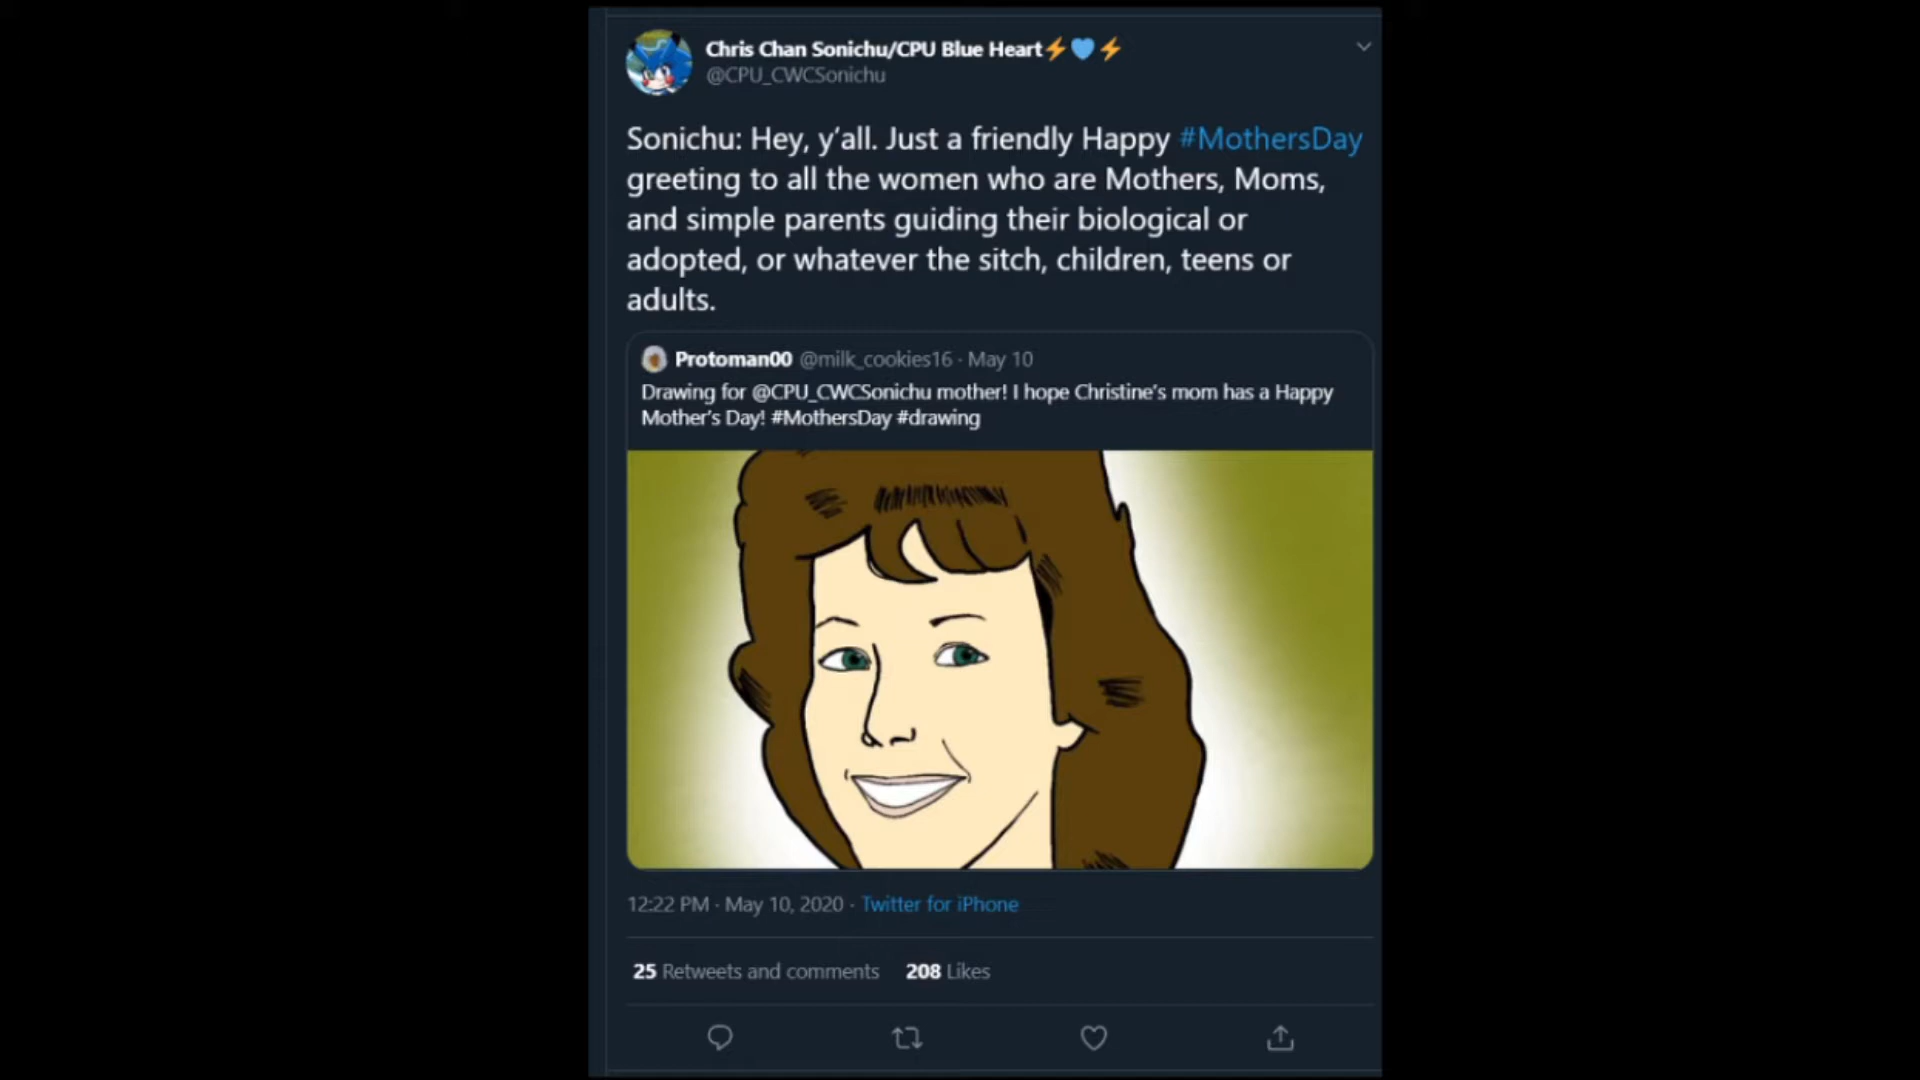 Chris Chan Sonichu/CPU Blue Heart⚡💙⚡
@CPU_CWCSonichu
Sonichu: Hey, y’all. Just a friendly Happy #MothersDay
greeting to all the women who are Mothers, Moms,
and simple parents guiding their biological or
adopted, or whatever the sitch, children, teens or
adults.
Protoman00 @milk_cookies16 · May 10
Drawing for @CPU_CWCSonichu mother! I hope Christine's mom has a Happy
Mother's Day! #MothersDay #drawing
12:22 PM · May 10, 2020 · Twitter for iPhone
25 Retweets and comments 208 Likes